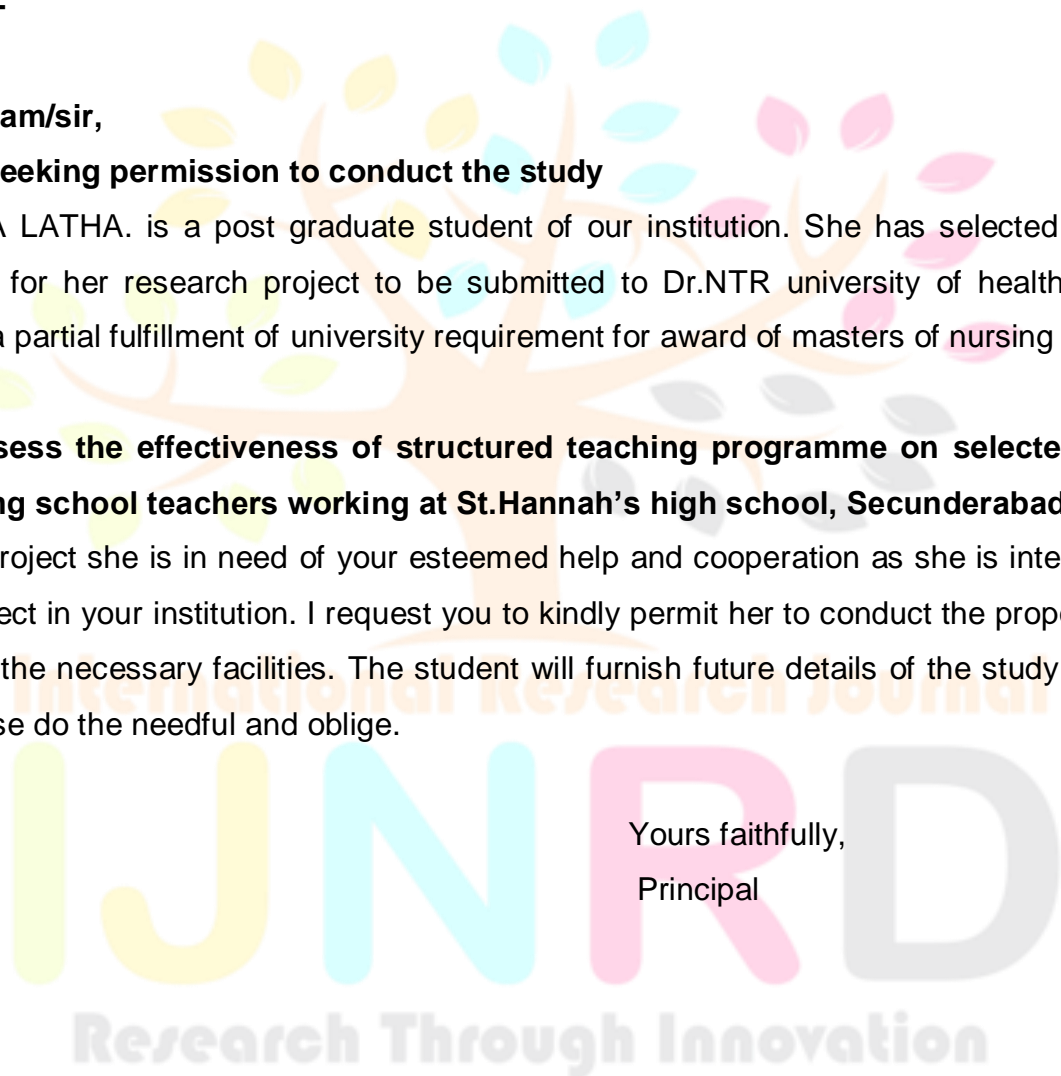 am/sir,
eeking permission to conduct the study
A LATHA. is a post graduate student of our institution. She has selected
for her research project to be submitted to Dr.NTR university of health
a partial fulfillment of university requirement for award of masters of nursing
sess the effectiveness of structured teaching programme on selecte
ng school teachers working at St.Hannah's high school, Secunderabad
roject she is in need of your esteemed help and cooperation as she is inte
ect in your institution. I request you to kindly permit her to conduct the prop
the necessary facilities. The student will furnish future details of the study
International Research Journal
se do the needful and oblige.
IJNRD
Yours faithfully,
Principal
Research Through Innovation